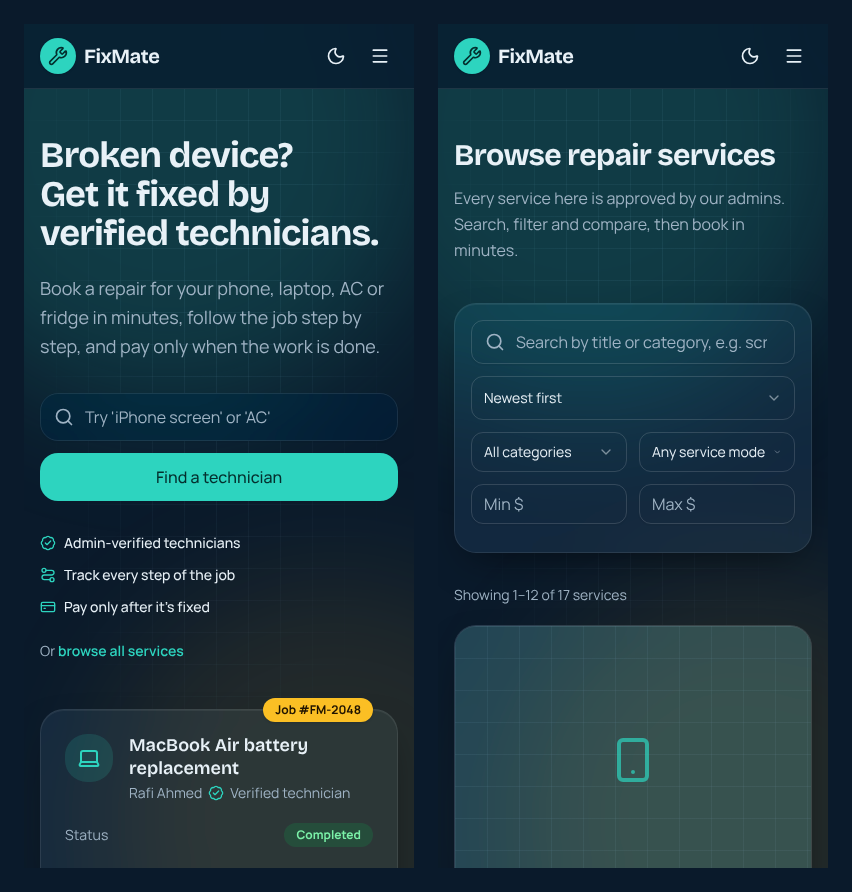 FixMate
Broken device?
Get it fixed by
verified technicians.
Book a repair for your phone, laptop, AC or
fridge in minutes, follow the job step by
step, and pay only when the work is done.
Try 'iPhone screen' or 'AC'
Find a technician
Admin-verified technicians
Track every step of the job
Pay only after it's fixed
Or browse all services
Job #FM-2048
MacBook Air battery
replacement
Rafi Ahmed Verified technician
Status Completed
FixMate
Browse repair services
Every service here is approved by our admins.
Search, filter and compare, then book in
minutes.
Search by title or category, e.g. scr
Newest first
All categories Any service mode
Min $ Max $
Showing 1–12 of 17 services